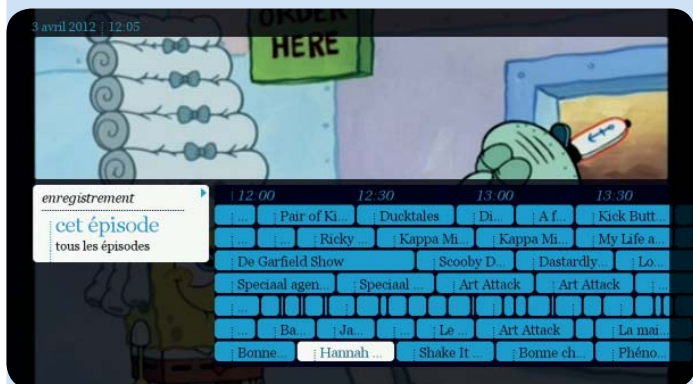 3 avril 2012 12:05
ORDER
HERE
enregistrement
cet épisode
tous les épisodes
12:00 12:30 13:00 13:30
... Pair of Ki... Ducktales Di... A f... Kick Butt...
... ... Ricky ... Kappa Mi... Kappa Mi... My Life a...
De Garfield Show Scooby D... Dastardly... Lo...
Speciaal agen... Speciaal ... Art Attack Art Attack ...
...
... Ba... Ja... ... Le ... Art Attack La mai...
Bonne... Hannah ... Shake It ... Bonne ch... Phéno...